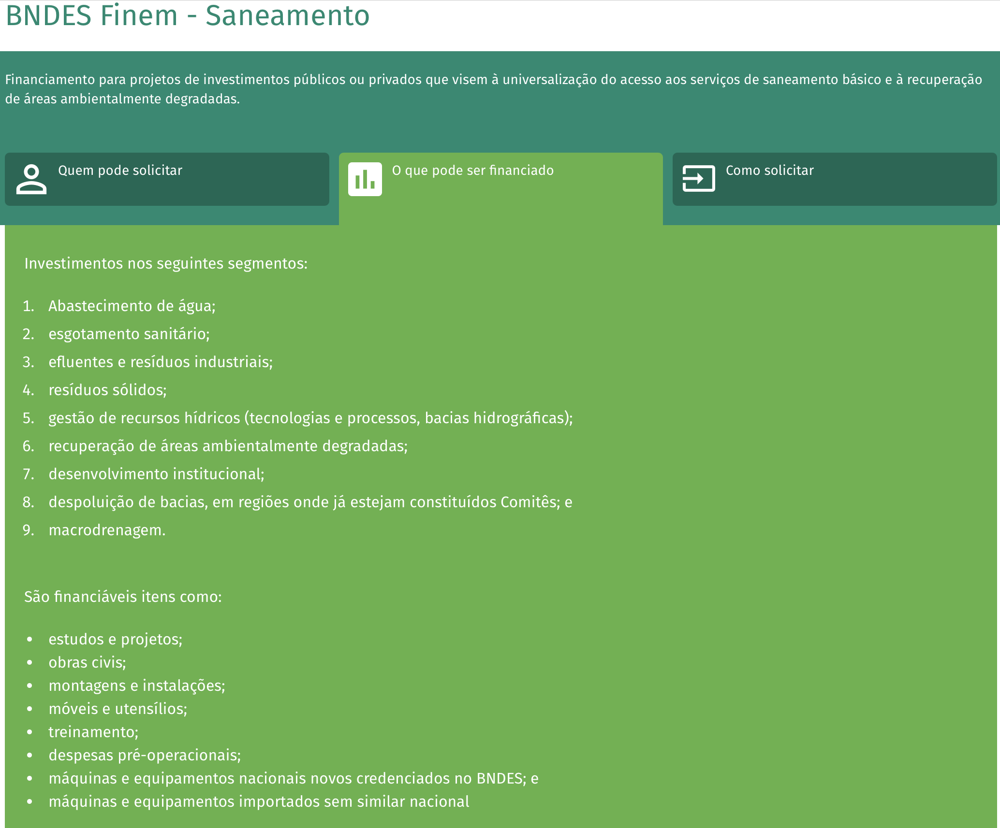 BNDES Finem - Saneamento
Financiamento para projetos de investimentos públicos ou privados que visem à universalização do acesso aos serviços de saneamento básico e à recuperação
de áreas ambientalmente degradadas.
Quem pode solicitar
O que pode ser financiado
Como solicitar
Investimentos nos seguintes segmentos:
1. Abastecimento de água;
2. esgotamento sanitário;
3. efluentes e resíduos industriais;
4. resíduos sólidos;
5. gestão de recursos hídricos (tecnologias e processos, bacias hidrográficas);
6. recuperação de áreas ambientalmente degradadas;
7. desenvolvimento institucional;
8. despoluição de bacias, em regiões onde já estejam constituídos Comitês; e
9. macrodrenagem.
São financiáveis itens como:
• estudos e projetos;
• obras civis;
• montagens e instalações;
• móveis e utensílios;
• treinamento;
• despesas pré-operacionais;
• máquinas e equipamentos nacionais novos credenciados no BNDES; e
• máquinas e equipamentos importados sem similar nacional